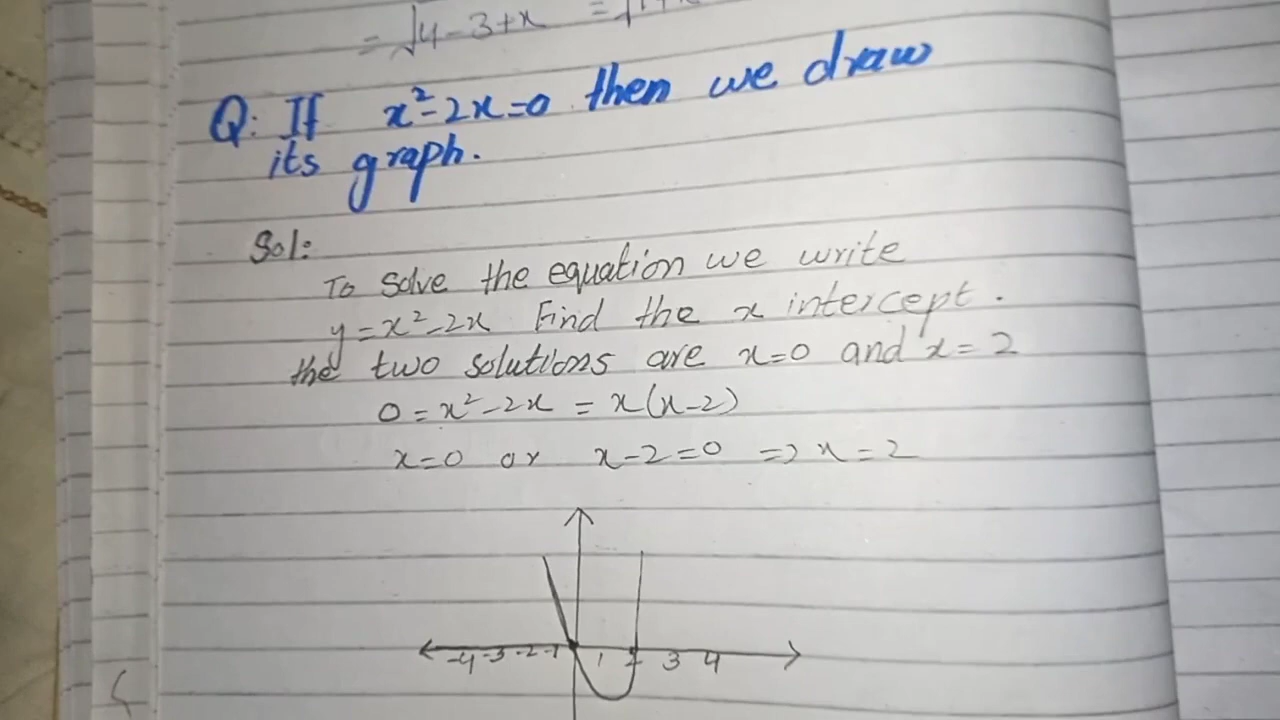 = √4-3+x =
Q: If x²-2x=0 then we draw
its graph.
Sol:
To solve the equation we write
y=x²-2x Find the x intercept.
the two solutions are x=0 and x=2
0=x²-2x = x(x-2)
x=0 or x-2=0 => x=2
-4 -3 -2 -1 1 2 3 4